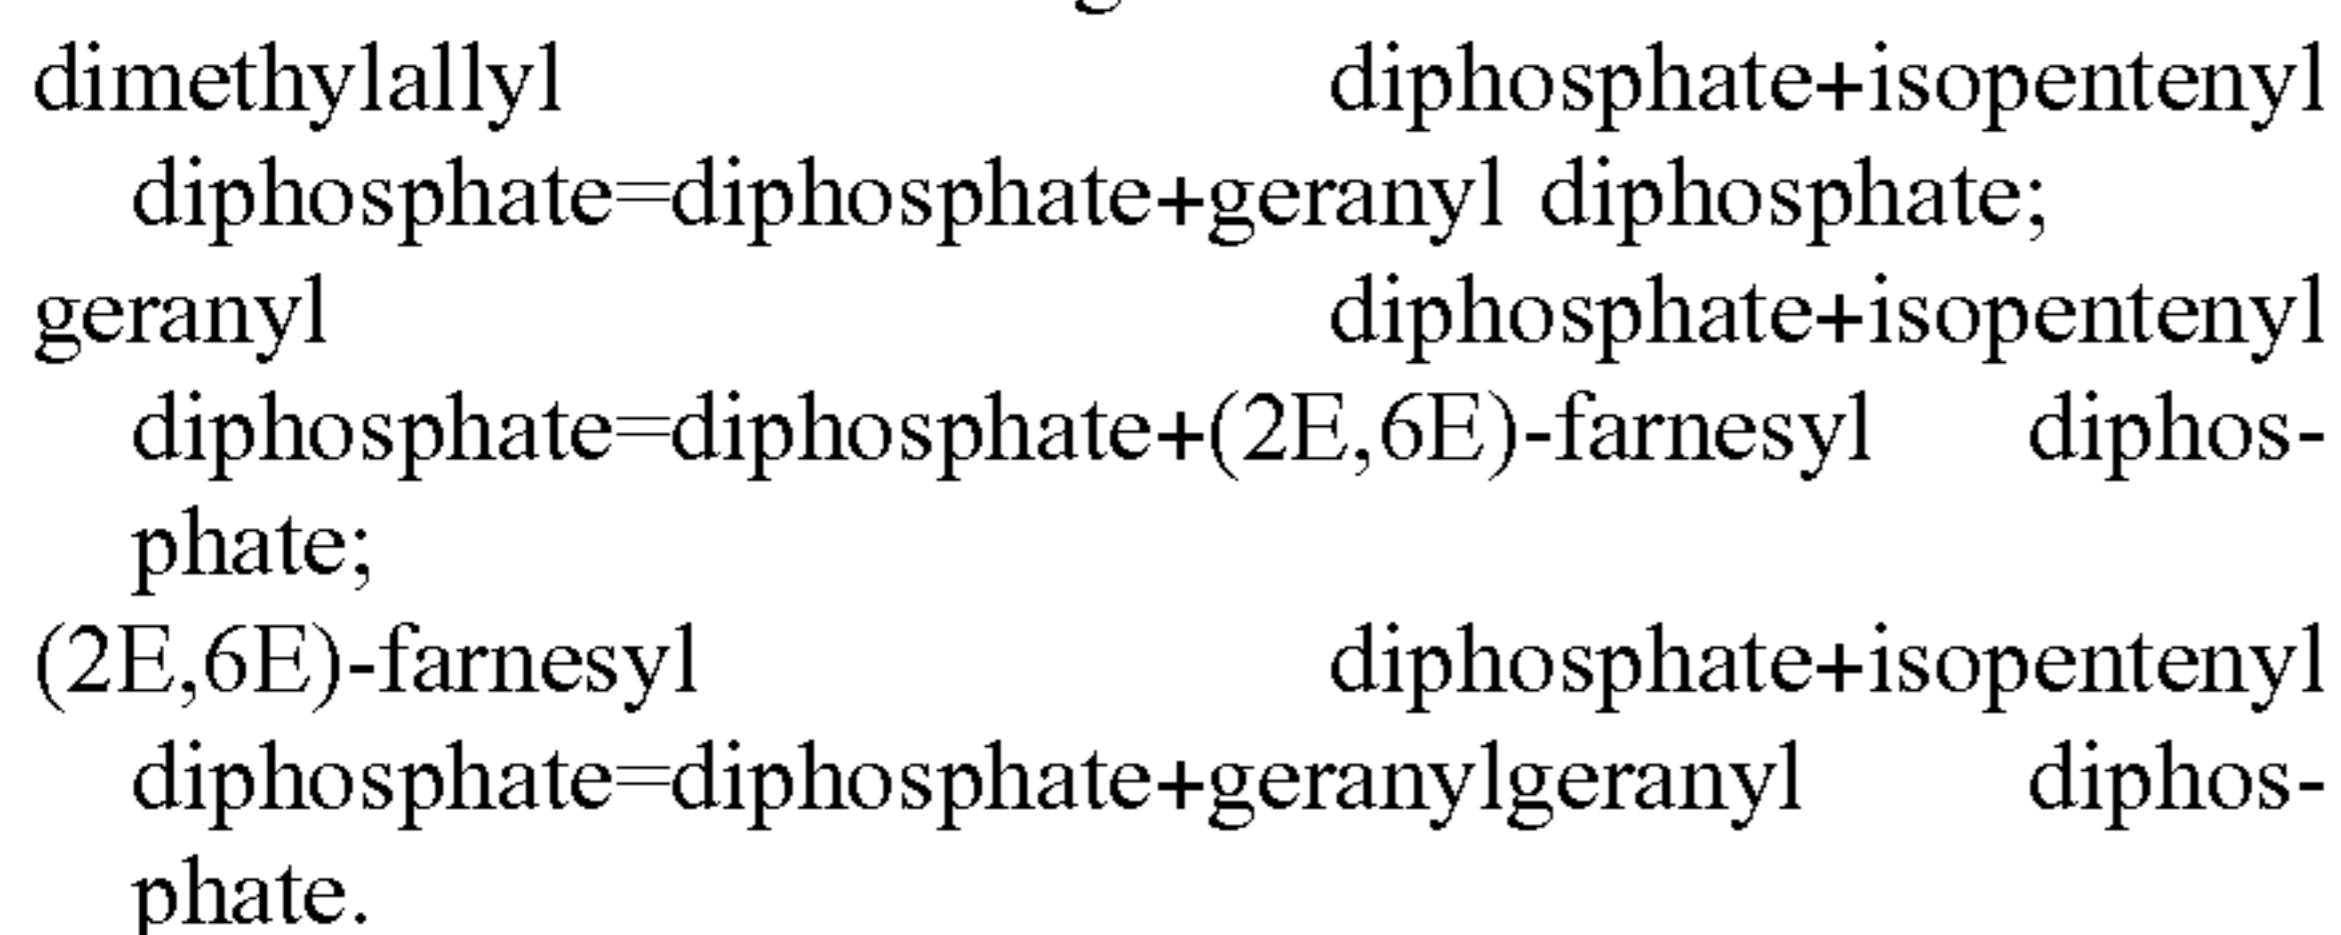 dimethylallyl diphosphate+isopentenyl
diphosphate=diphosphate+geranyl diphosphate;
geranyl diphosphate+isopentenyl
diphosphate=diphosphate+(2E,6E)-farnesyl diphos-
phate;
(2E,6E)-farnesyl diphosphate+isopentenyl
diphosphate=diphosphate+geranylgeranyl diphos-
phate.